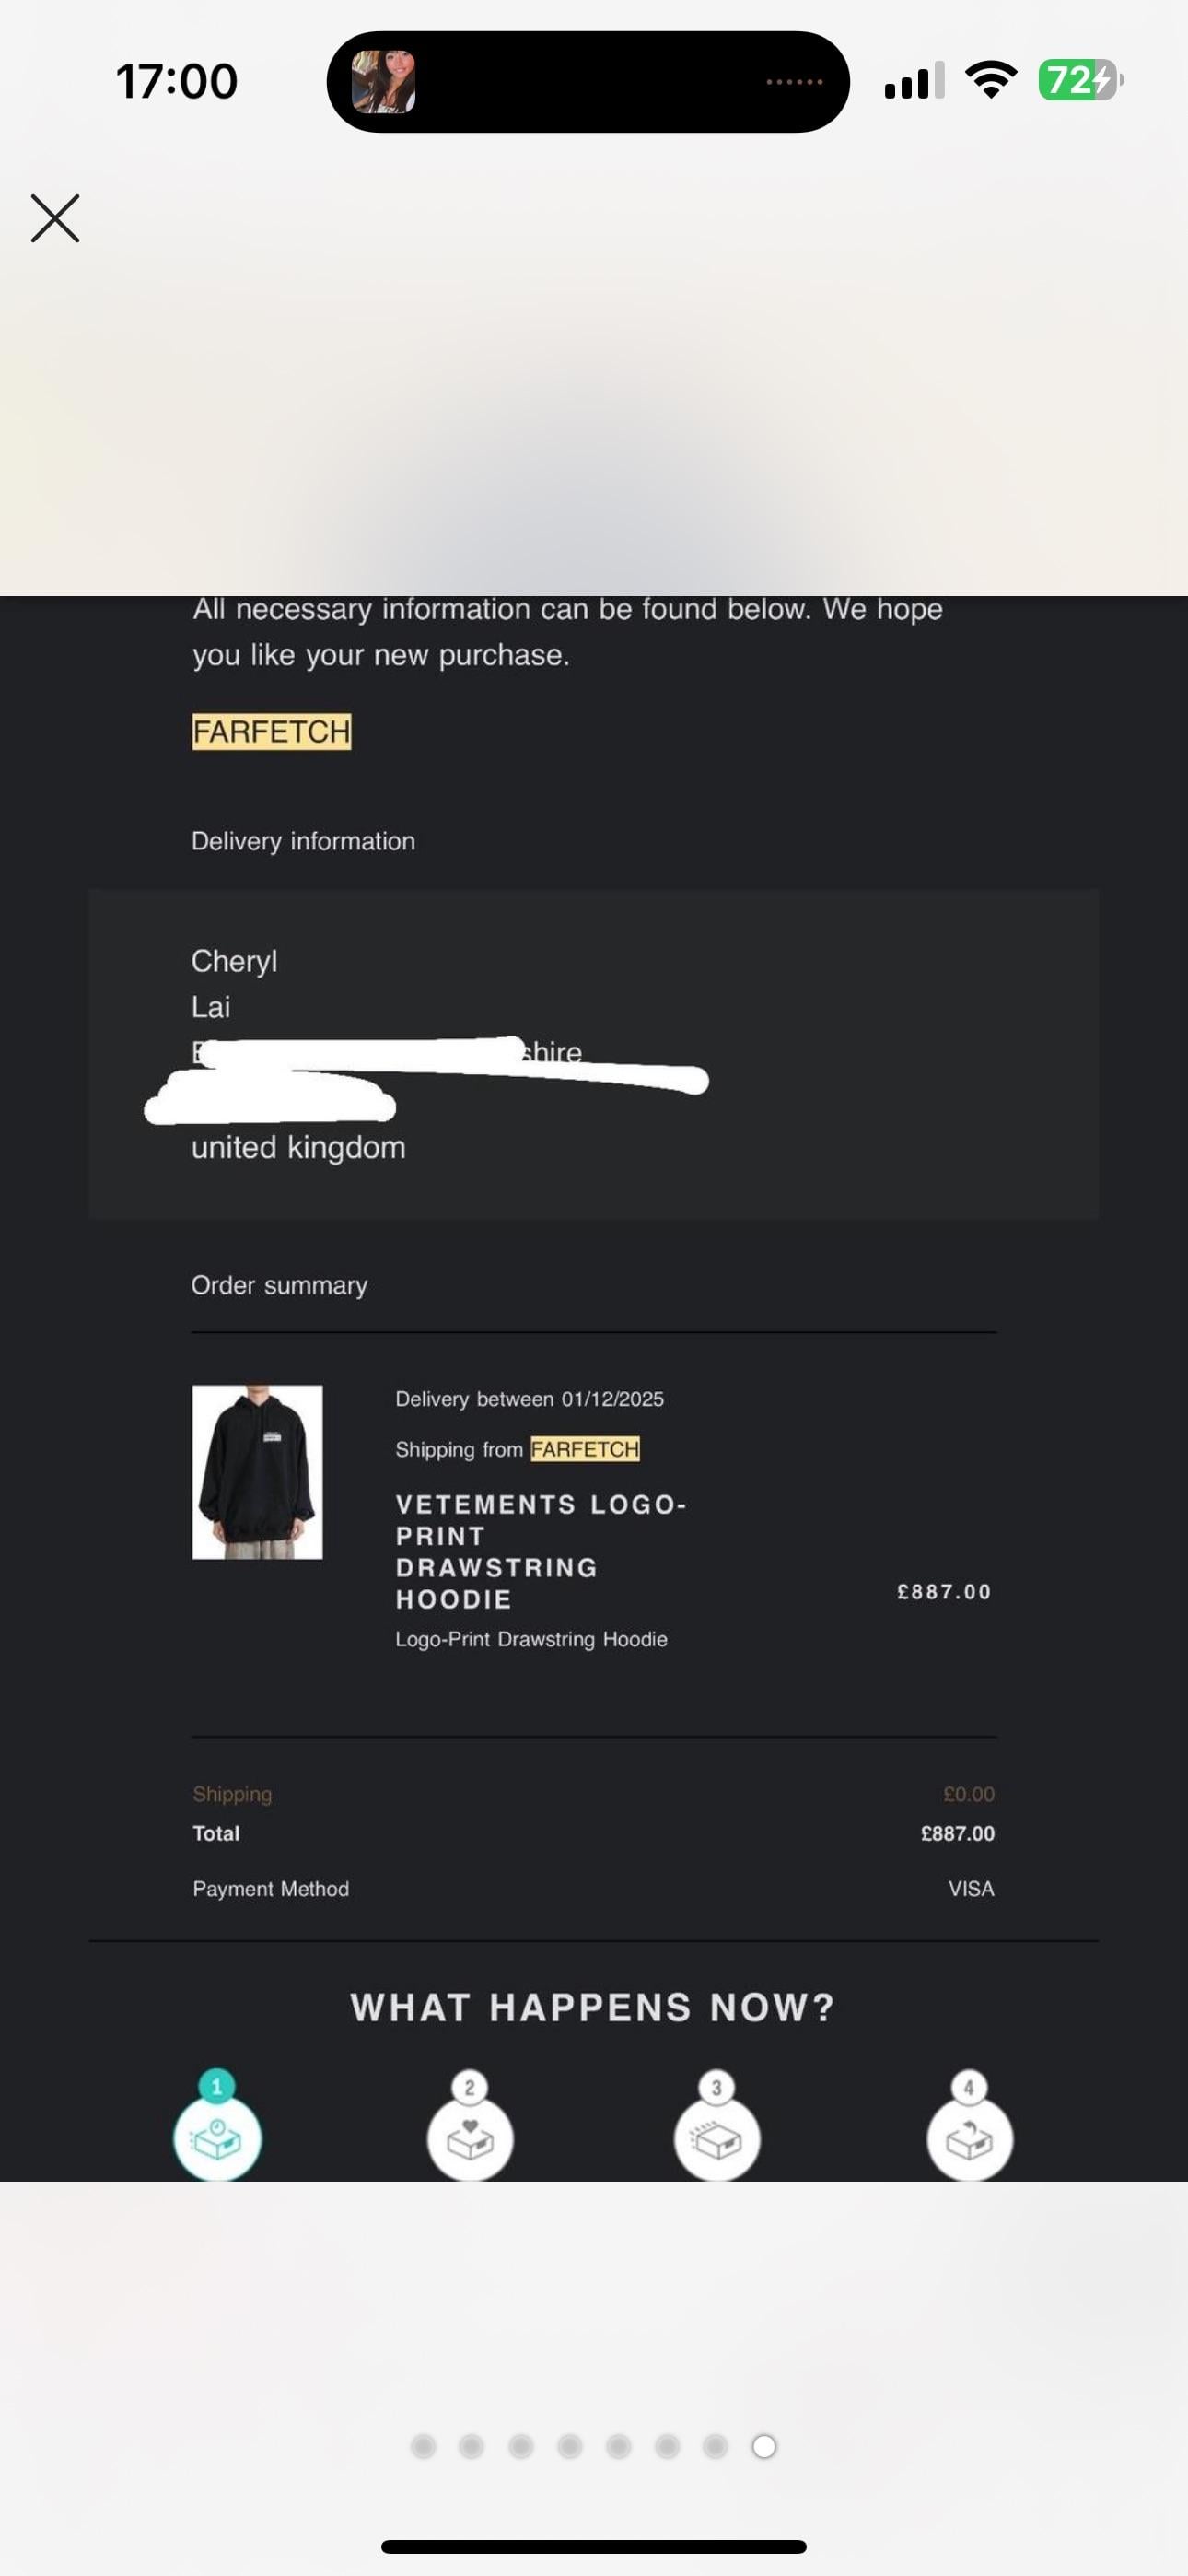 17:00
72
All necessary information can be found below. We hope
you like your new purchase.
FARFETCH
Delivery information
Cheryl
Lai
shire
united kingdom
Order summary
Delivery between 01/12/2025
Shipping from FARFETCH
VETEMENTS LOGO-
PRINT
DRAWSTRING
HOODIE
£887.00
Logo-Print Drawstring Hoodie
Shipping £0.00
Total £887.00
Payment Method VISA
WHAT HAPPENS NOW?
1 2 3 4